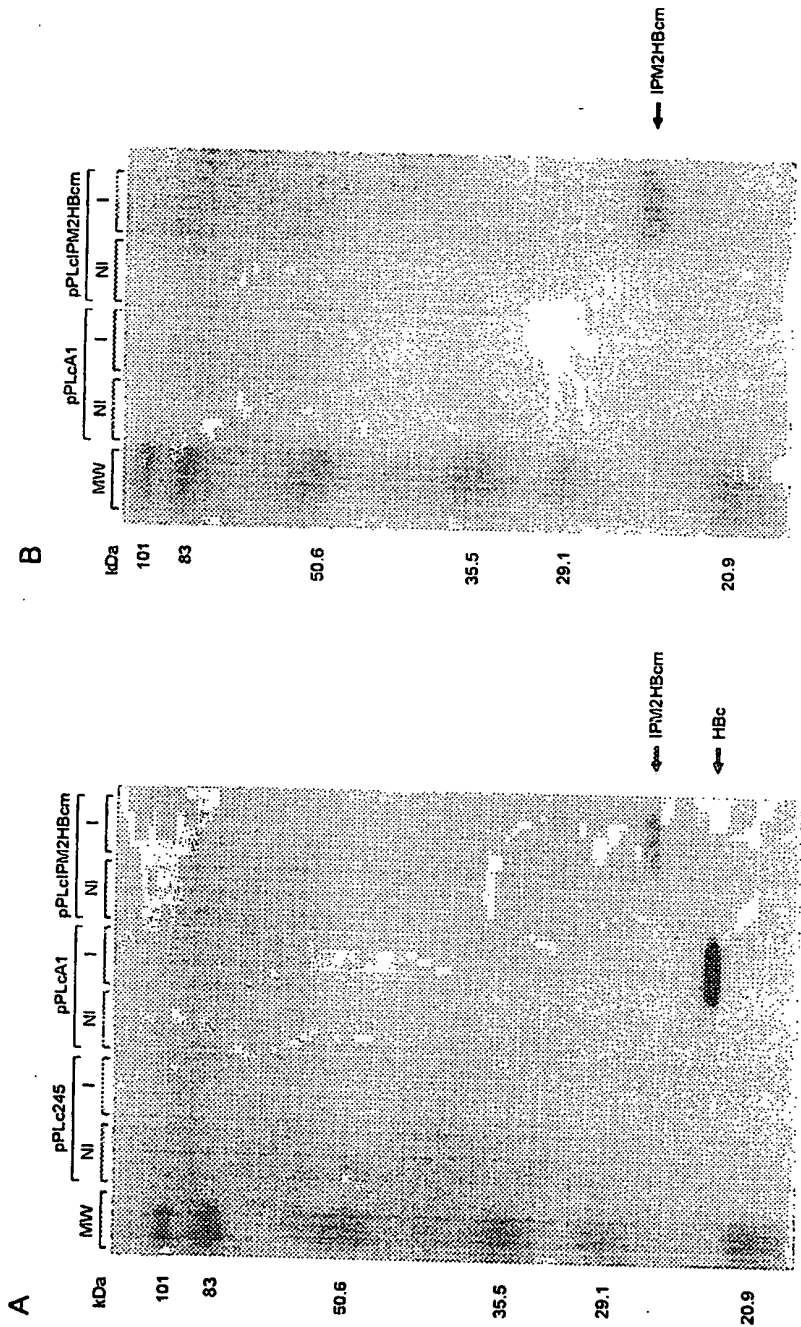 A
pPLc245
pPLcA1
pPLcIPM2HBcm
kDa
MW
NI
I
NI
I
NI
I
101
83
50.6
35.5
29.1
20.9
IPM2HBcm
HBc
B
pPLcA1
pPLcIPM2HBcm
kDa
MW
NI
I
NI
I
101
83
50.6
35.5
29.1
20.9
IPM2HBcm